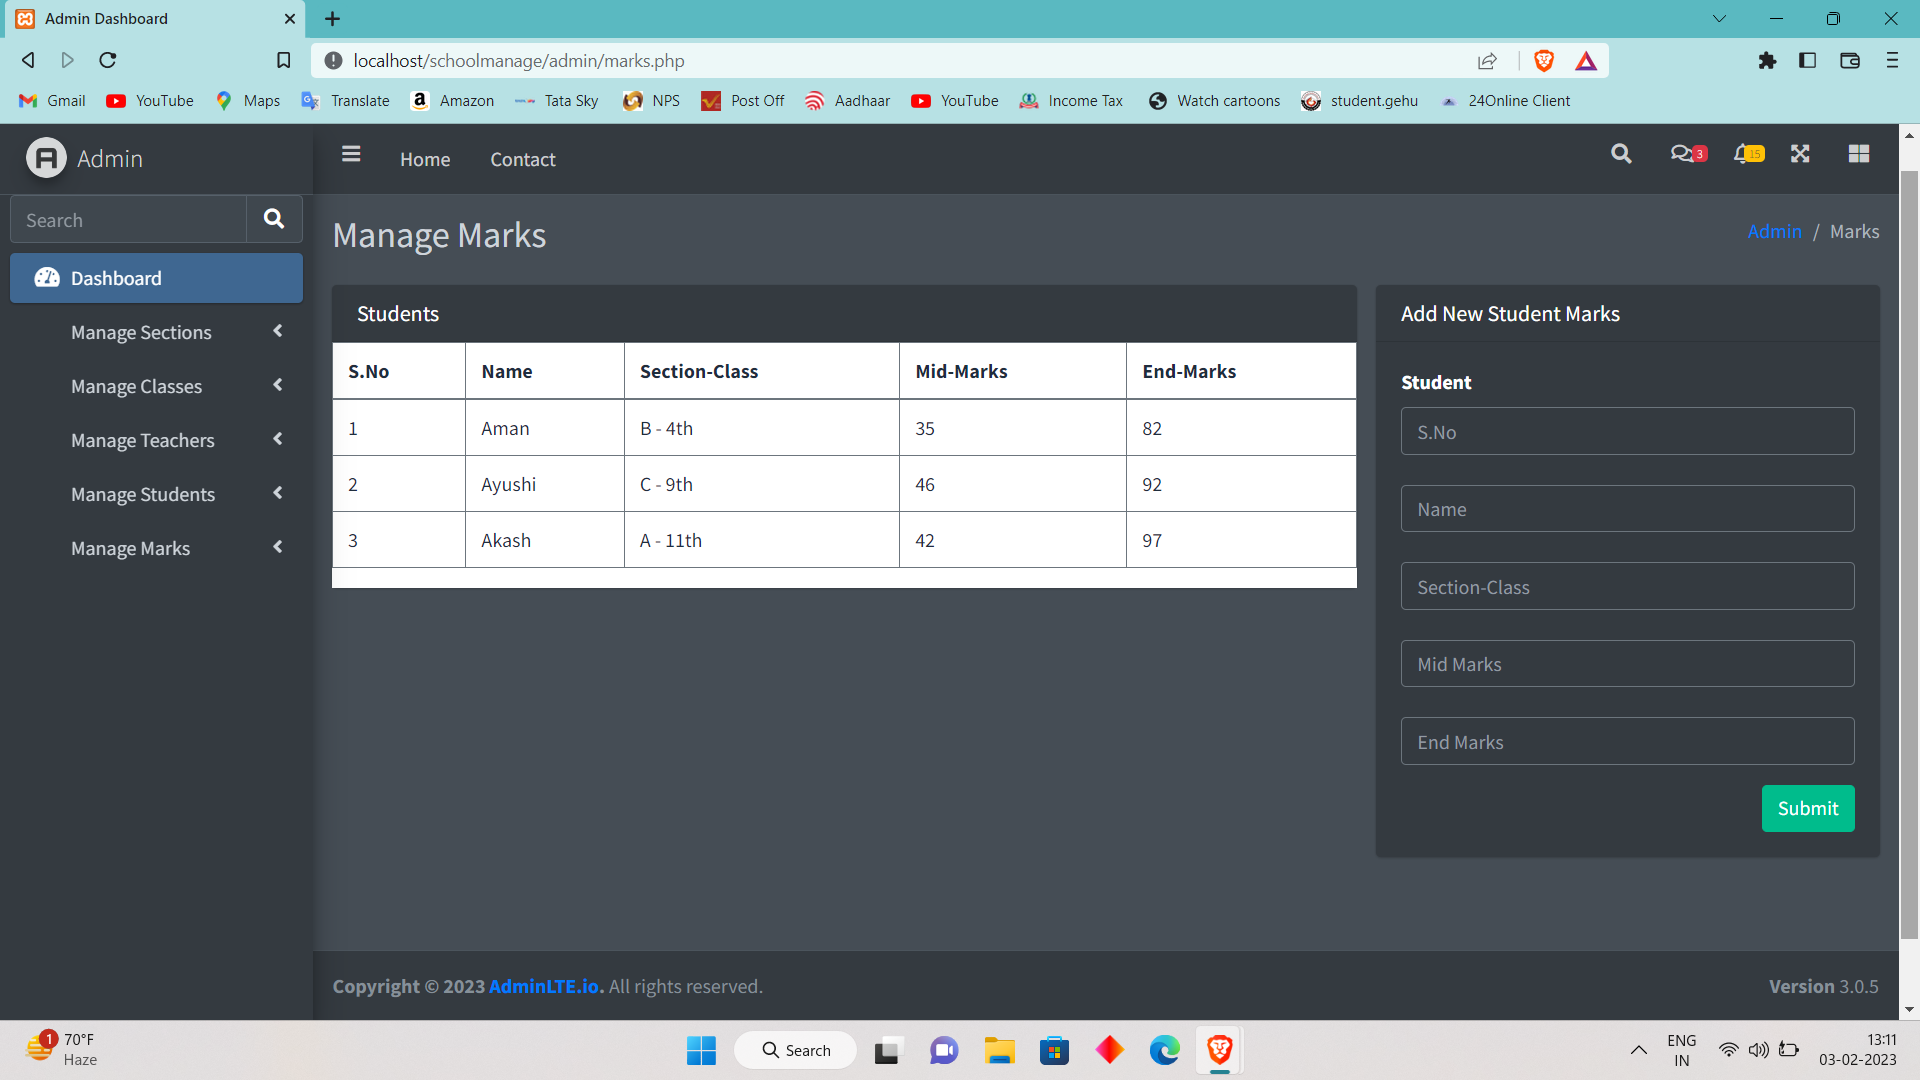 Admin Dashboard
localhost/schoolmanage/admin/marks.php
Gmail YouTube Maps Translate Amazon Tata Sky NPS Post Off Aadhaar YouTube Income Tax Watch cartoons student.gehu 24Online Client
Admin
Home Contact 3 15
Search
Manage Marks
Admin / Marks
Dashboard
Manage Sections
Manage Classes
Manage Teachers
Manage Students
Manage Marks
Students
S.No Name Section-Class Mid-Marks End-Marks
1 Aman B - 4th 35 82
2 Ayushi C - 9th 46 92
3 Akash A - 11th 42 97
Add New Student Marks
Student
S.No
Name
Section-Class
Mid Marks
End Marks
Submit
Copyright © 2023 AdminLTE.io. All rights reserved.
Version 3.0.5
1
70°F
Haze
Search
ENG
IN
13:11
03-02-2023